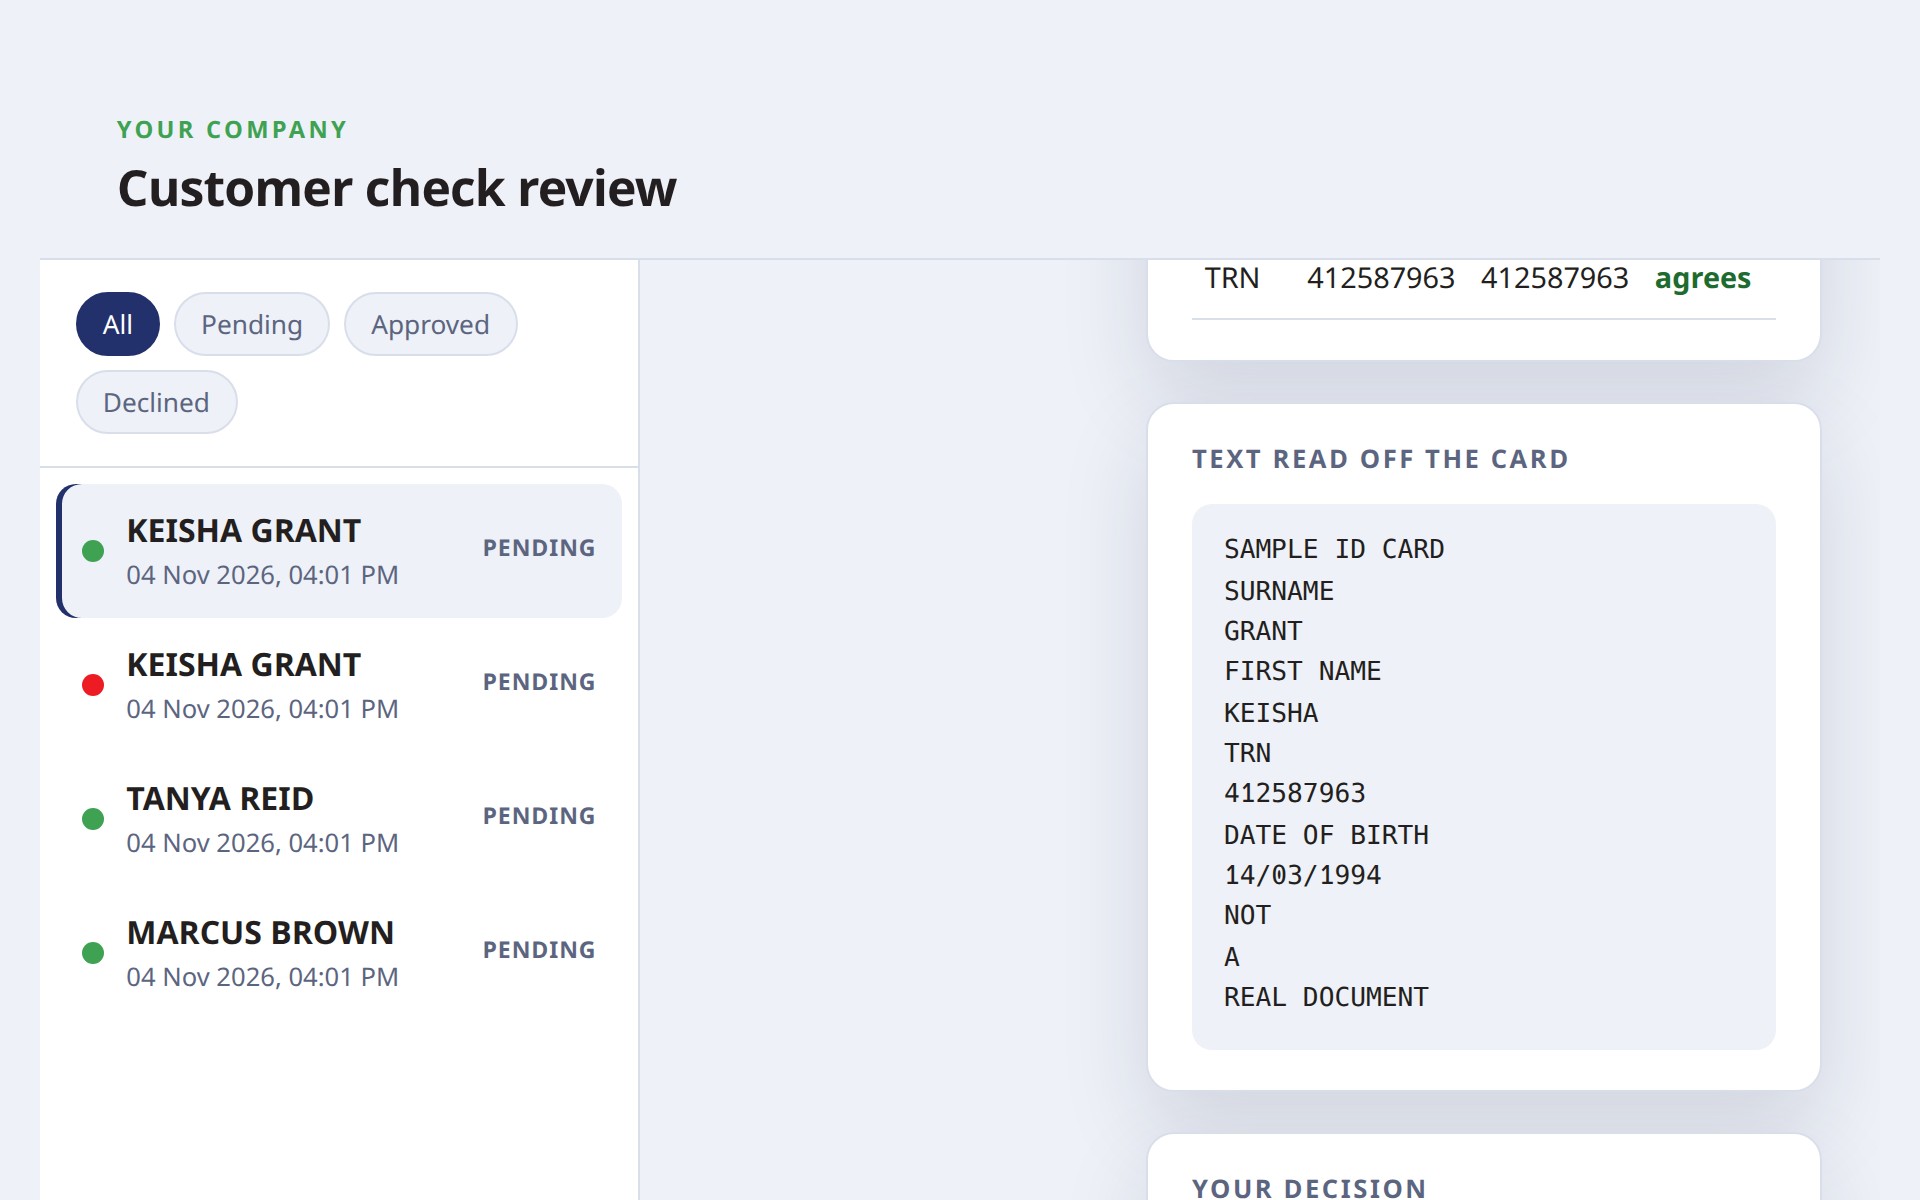 YOUR COMPANY
Customer check review
All
Pending
Approved
Declined
KEISHA GRANT
04 Nov 2026, 04:01 PM
PENDING
KEISHA GRANT
04 Nov 2026, 04:01 PM
PENDING
TANYA REID
04 Nov 2026, 04:01 PM
PENDING
MARCUS BROWN
04 Nov 2026, 04:01 PM
PENDING
TRN 412587963 412587963 agrees
TEXT READ OFF THE CARD
SAMPLE ID CARD
SURNAME
GRANT
FIRST NAME
KEISHA
TRN
412587963
DATE OF BIRTH
14/03/1994
NOT
A
REAL DOCUMENT
YOUR DECISION